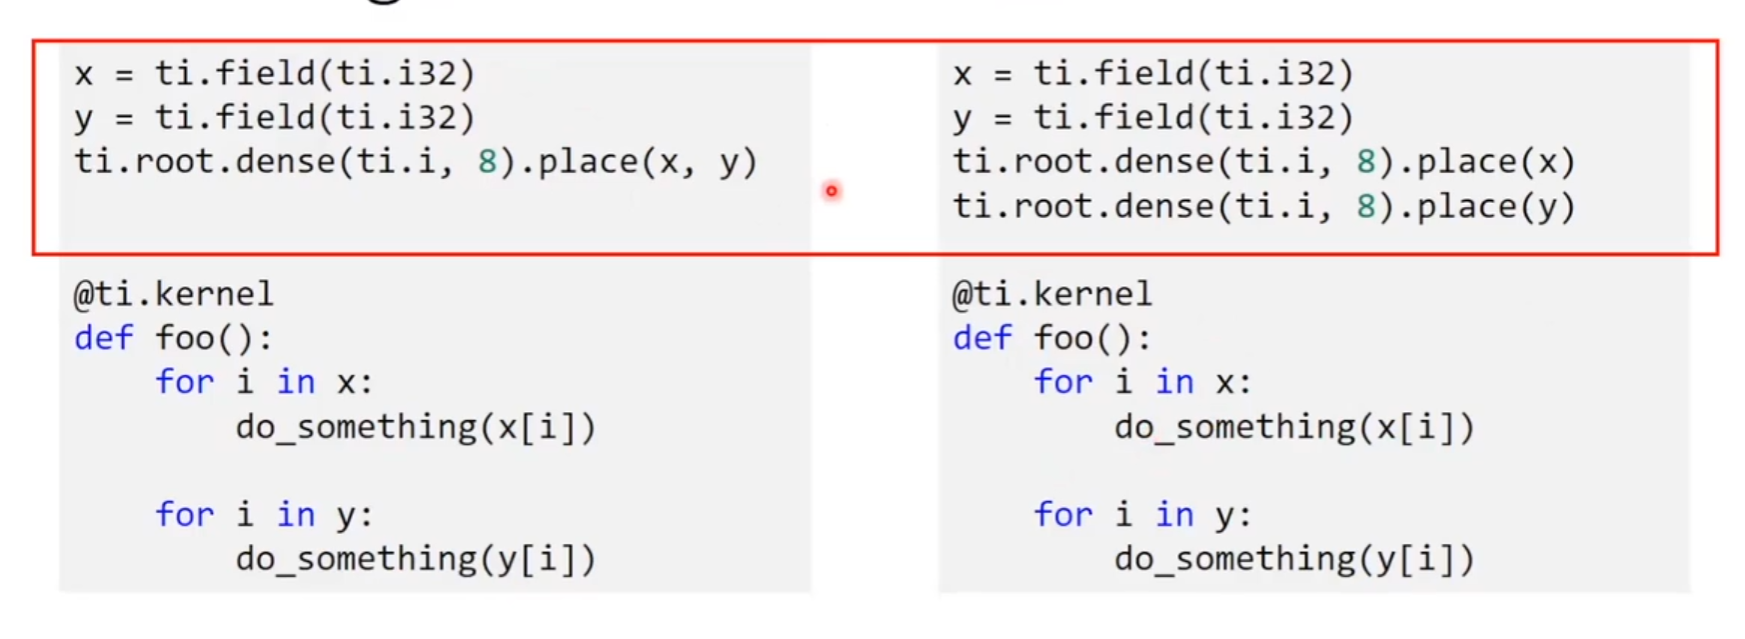 x = ti.field(ti.i32)
y = ti.field(ti.i32)
ti.root.dense(ti.i, 8).place(x, y)
@ti.kernel
def foo():
    for i in x:
        do_something(x[i])
    for i in y:
        do_something(y[i])
x = ti.field(ti.i32)
y = ti.field(ti.i32)
ti.root.dense(ti.i, 8).place(x)
ti.root.dense(ti.i, 8).place(y)
@ti.kernel
def foo():
    for i in x:
        do_something(x[i])
    for i in y:
        do_something(y[i])